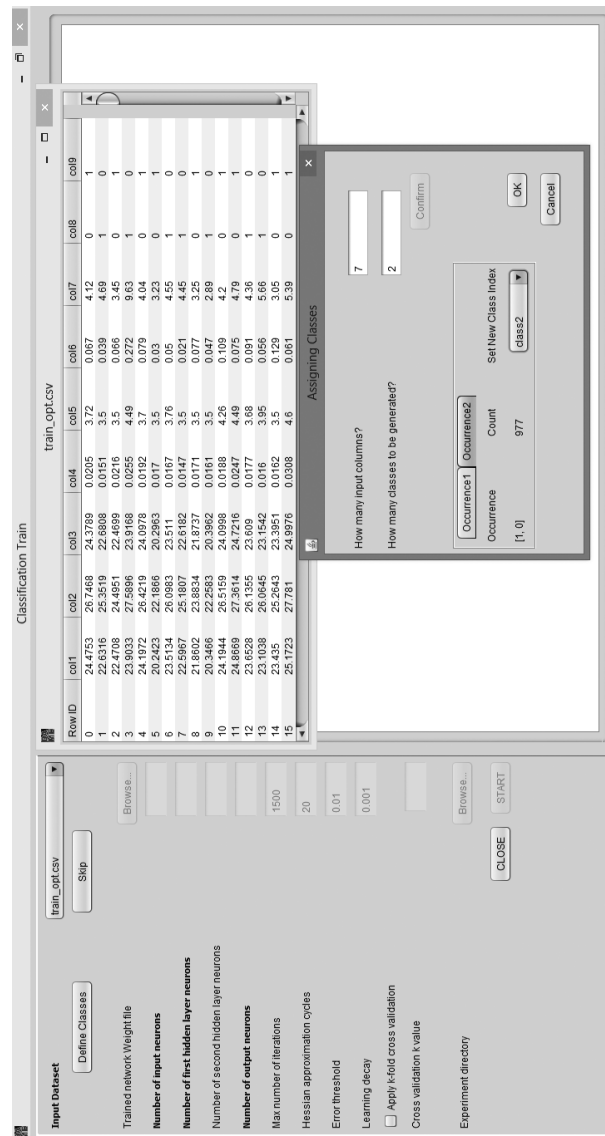 Classification Train
Input Dataset
train_opt.csv
Define Classes
Skip
Trained network Weight file
Browse...
Number of input neurons
Number of first hidden layer neurons
Number of second hidden layer neurons
Number of output neurons
Max number of iterations
1500
Hessian approximation cycles
20
Error threshold
0.01
Learning decay
0.001
Apply k-fold cross validation
Cross validation k value
Experiment directory
Browse...
CLOSE
START
train_opt.csv
Row ID col1 col2 col3 col4 col5 col6 col7 col8 col9
0 24.4753 26.7468 24.3789 0.0205 3.72 0.067 4.12 0 1
1 22.6316 25.3519 22.6808 0.0151 3.5 0.039 4.69 1 0
2 22.4708 24.4951 22.4699 0.0216 3.5 0.066 3.45 0 1
3 23.9033 27.5896 23.9168 0.0255 4.49 0.272 9.63 1 0
4 24.1972 26.4219 24.0978 0.0192 3.7 0.079 4.04 0 1
5 20.2423 22.1866 20.2963 0.017 3.5 0.03 3.23 0 1
6 23.5134 26.0983 23.511 0.0167 3.76 0.05 4.55 1 0
7 22.5967 25.1807 22.6182 0.0147 3.5 0.021 4.45 1 0
8 21.8602 23.8834 21.8737 0.0171 3.5 0.077 3.25 0 1
9 20.3466 22.2583 20.3962 0.0161 3.5 0.047 2.89 1 0
10 24.1944 26.5159 24.0998 0.0188 4.26 0.109 4.2 0 1
11 24.8669 27.3614 24.7216 0.0247 4.49 0.075 4.79 0 1
12 23.6528 26.1355 23.609 0.0177 3.68 0.091 4.36 1 0
13 23.1038 26.0645 23.1542 0.016 3.95 0.056 5.66 1 0
14 23.435 25.2643 23.3951 0.0162 3.5 0.129 3.05 0 1
15 25.1723 27.781 24.9976 0.0308 4.6 0.061 5.39 0 1
Assigning Classes
How many input columns?
7
How many classes to be generated?
2
Confirm
Occurrence1 Occurrence2
Occurrence Count Set New Class Index
[1, 0] 977 class2
OK
Cancel